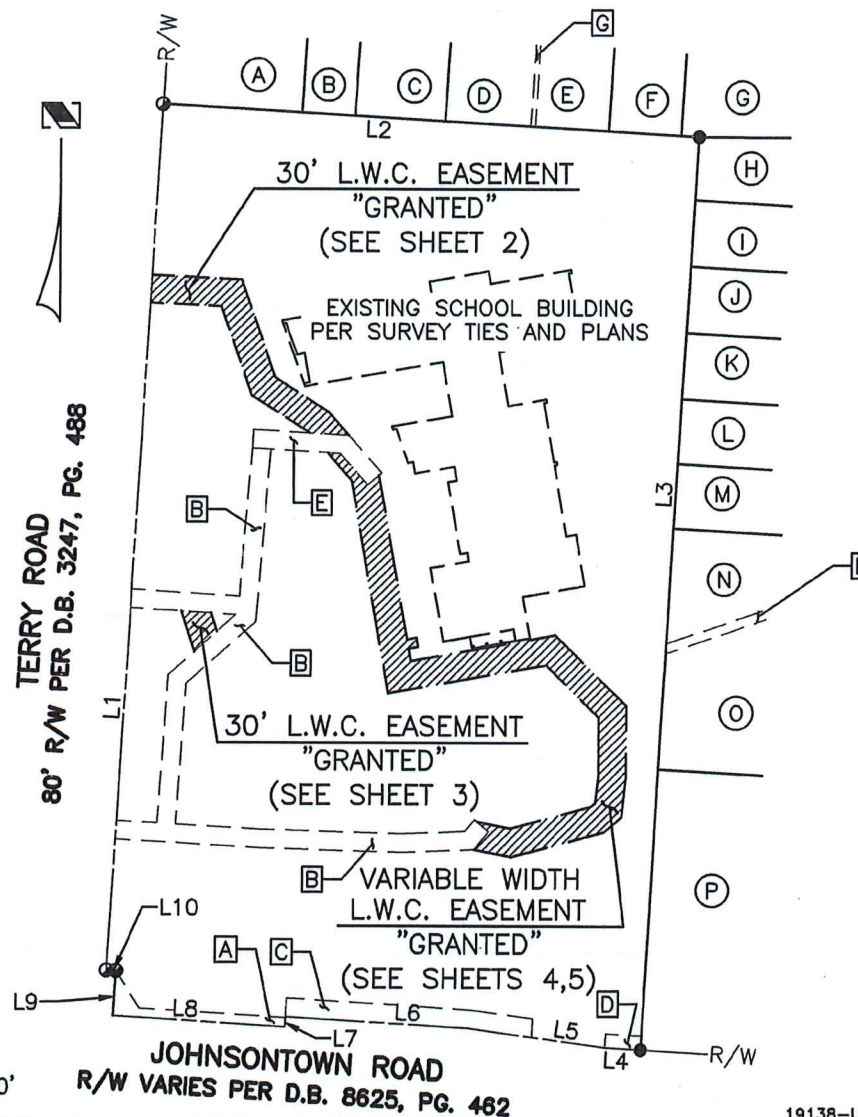 R/W
G
A
B
C
D
E
F
G
L2
N
H
30' L.W.C. EASEMENT
"GRANTED"
(SEE SHEET 2)
I
EXISTING SCHOOL BUILDING
PER SURVEY TIES AND PLANS
J
K
L
L3
M
B
E
N
TERRY ROAD
80' R/W PER D.B. 3247, PG. 488
B
L1
30' L.W.C. EASEMENT
"GRANTED"
(SEE SHEET 3)
O
B
VARIABLE WIDTH
L.W.C. EASEMENT
"GRANTED"
(SEE SHEETS 4,5)
P
L10
A
C
D
L9
L8
L7
L6
L5
L4
R/W
JOHNSONTOWN ROAD
R/W VARIES PER D.B. 8625, PG. 462
0'
19138-L